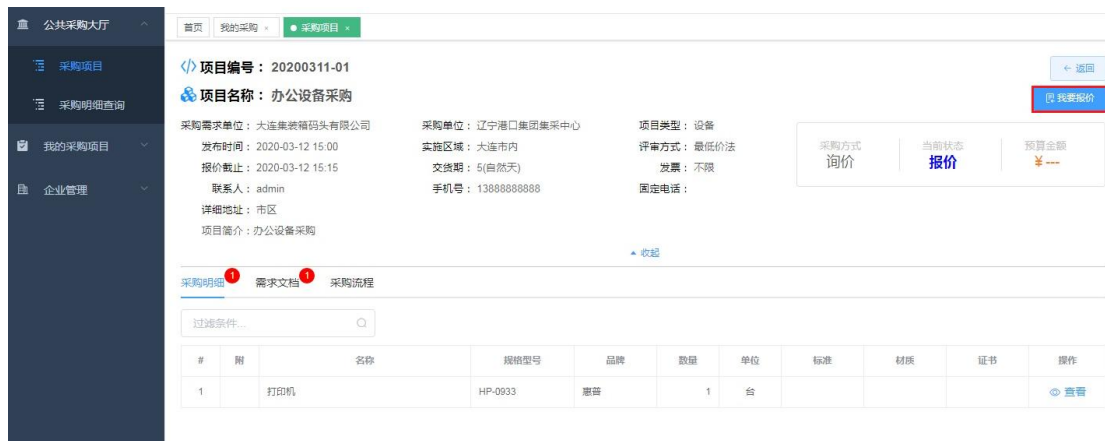 公共采购大厅
采购项目
采购明细查询
我的采购项目
企业管理
首页 我的采购 × 采购项目 ×
项目编号： 20200311-01
返回
项目名称： 办公设备采购
我要报价
采购需求单位： 大连集装箱码头有限公司 采购单位： 辽宁港口集团集采中心 项目类型： 设备
发布时间： 2020-03-12 15:00 实施区域： 大连市内 评审方式： 最低价法
报价截止： 2020-03-12 15:15 交货期： 5(自然天) 发票： 不限
联系人： admin 手机号： 13888888888 固定电话：
详细地址： 市区
项目简介：办公设备采购
采购方式 当前状态 预算金额
询价 报价 ¥ ---
收起
采购明细 1 需求文档 1 采购流程
过滤条件...
# 附 名称 规格型号 品牌 数量 单位 标准 材质 证书 操作
1 打印机 HP-0933 惠普 1 台 查看